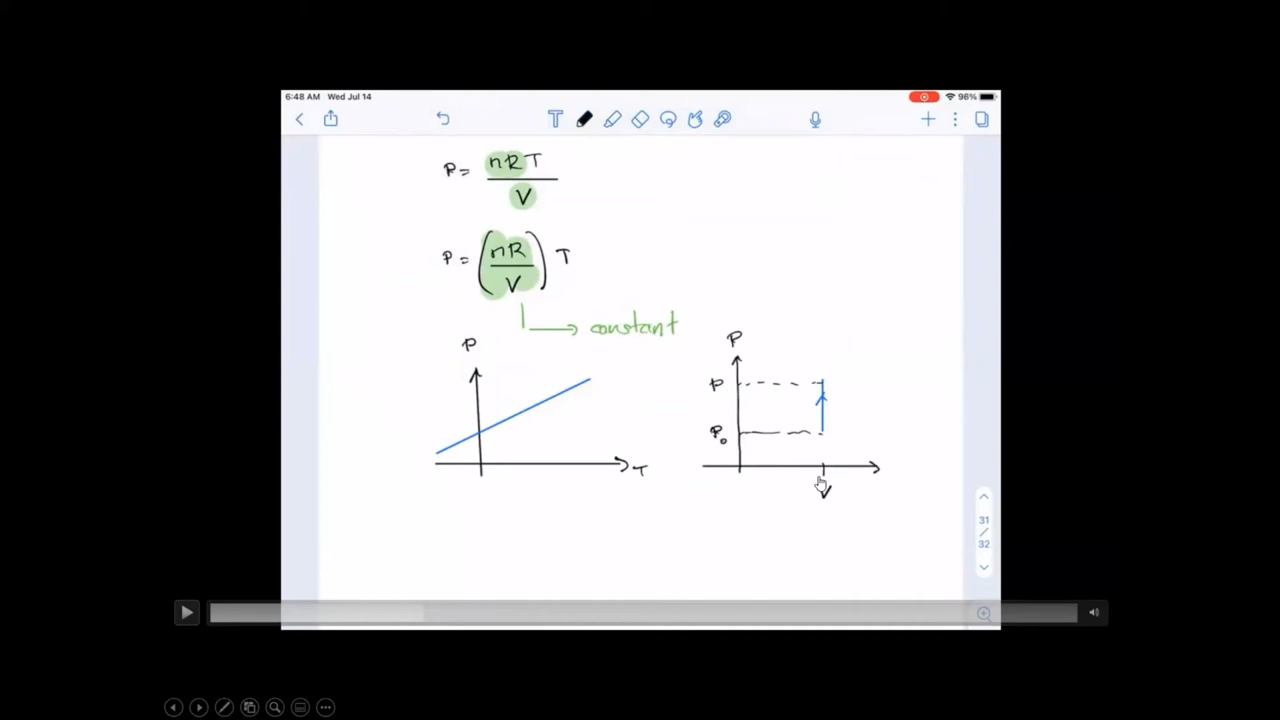 6:48 AM Wed Jul 14
96%
T
P = nRT
V
P = (nR) T
V
constant
P
T
P
P
P₀
V
31
/
32